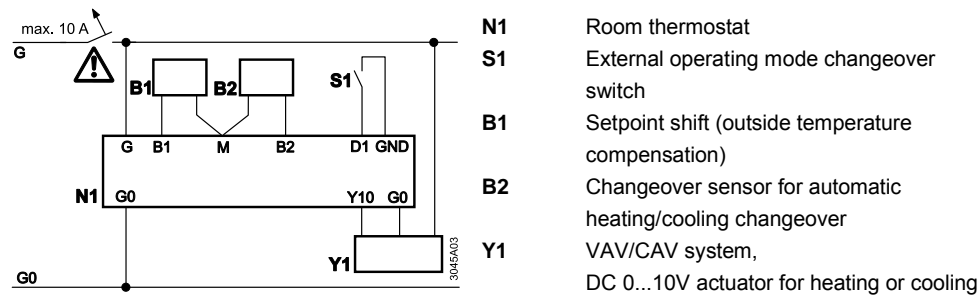 max. 10 A
G
B1
B2
S1
G B1 M B2 D1 GND
N1
G0 Y10 G0
Y1
3045A03
G0
N1 Room thermostat
S1 External operating mode changeover
switch
B1 Setpoint shift (outside temperature
compensation)
B2 Changeover sensor for automatic
heating/cooling changeover
Y1 VAV/CAV system,
DC 0...10V actuator for heating or cooling